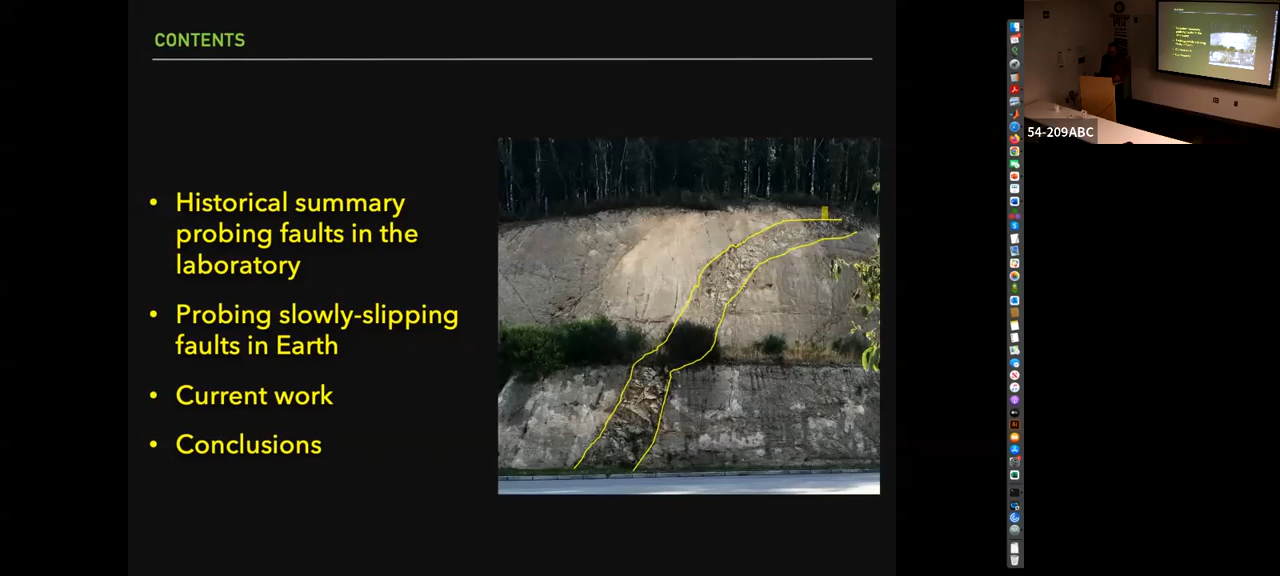 CONTENTS
• Historical summary
probing faults in the
laboratory
• Probing slowly-slipping
faults in Earth
• Current work
• Conclusions
54-209ABC